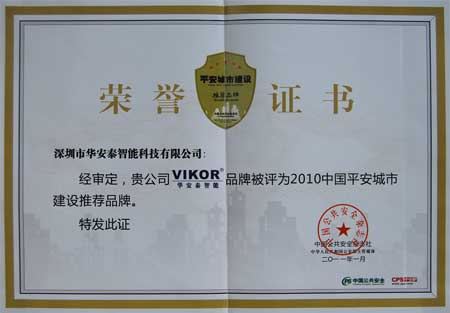 平安城市建设
推荐品牌
荣誉 证书
深圳市华安泰智能科技有限公司:
经审定，贵公司VIKOR®品牌被评为2010中国平安城市
华安泰智能
建设推荐品牌。
特发此证
中国公共安全杂志社
二〇一一年一月
中国公共安全
CPS